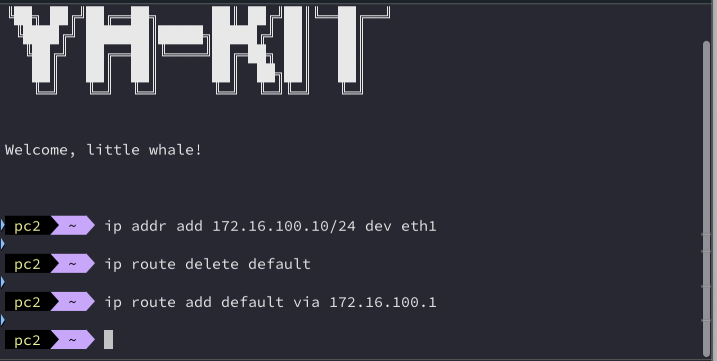 YH-KIT
Welcome, little whale!
pc2 ~ ip addr add 172.16.100.10/24 dev eth1
pc2 ~ ip route delete default
pc2 ~ ip route add default via 172.16.100.1
pc2 ~